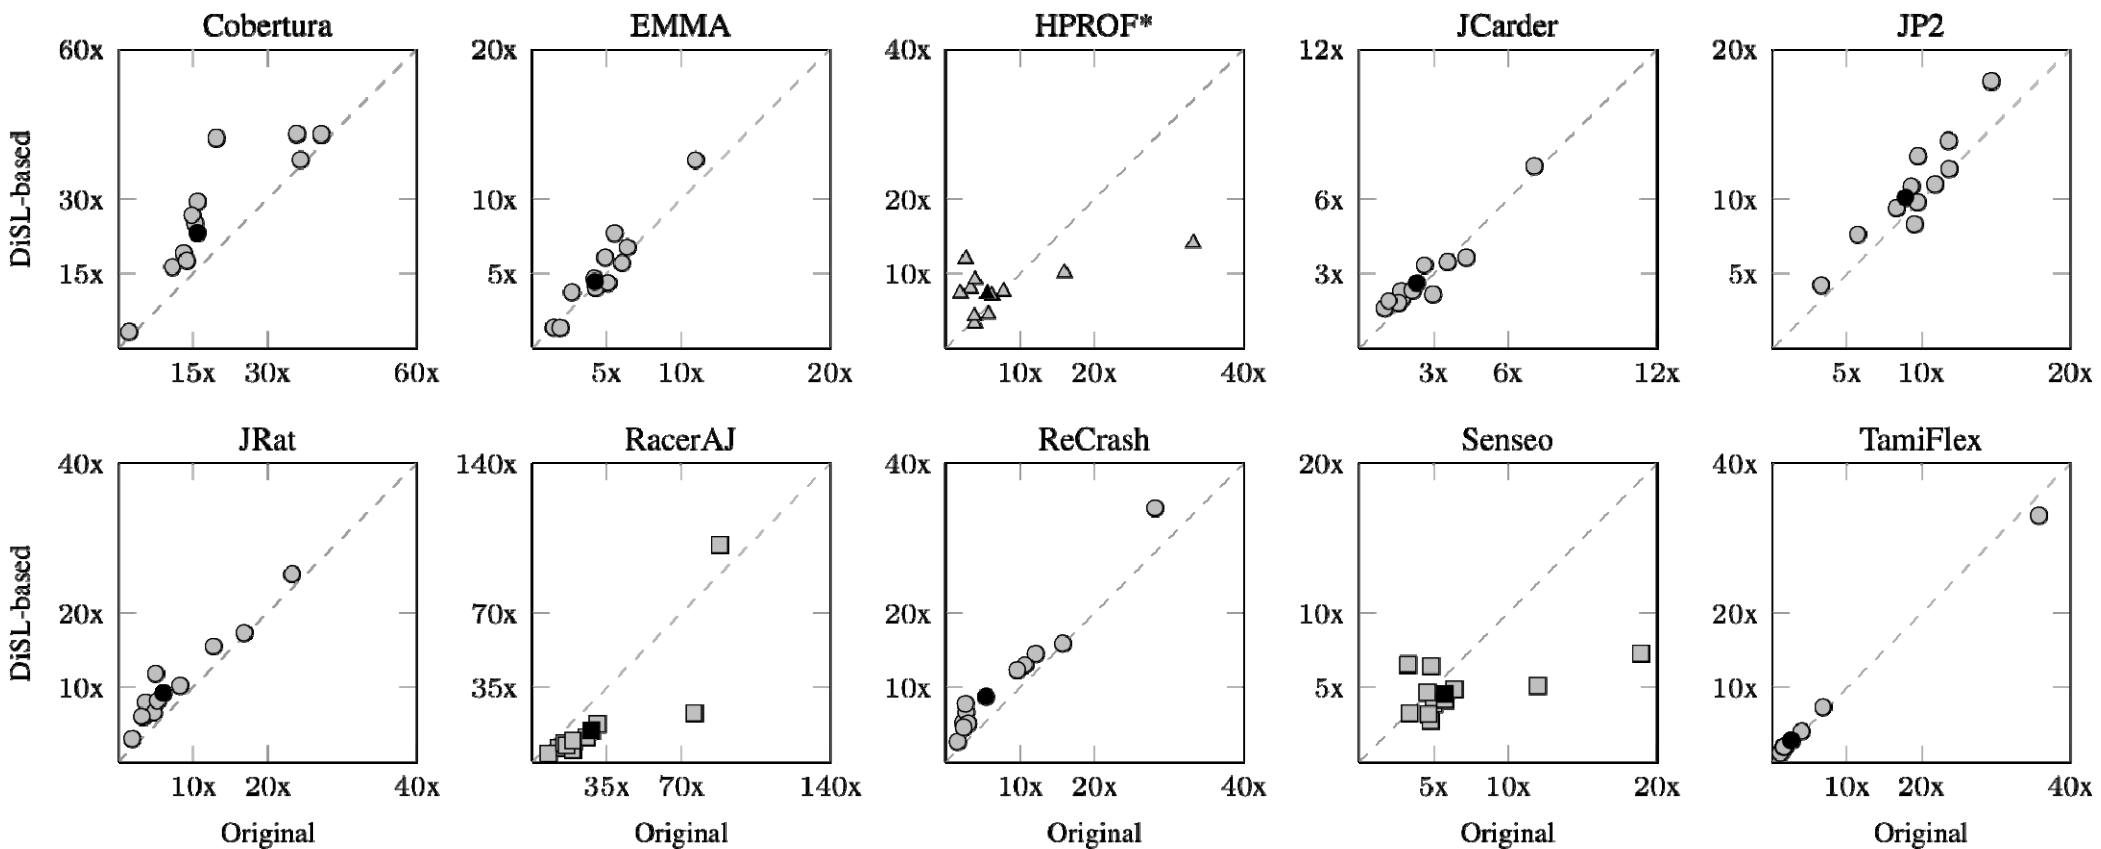 Cobertura EMMA HPROF* JCarder JP2
60x 20x 40x 12x 20x
DiSL-based
30x 10x 20x 6x 10x
15x 5x 10x 3x 5x
15x 30x 60x 5x 10x 20x 10x 20x 40x 3x 6x 12x 5x 10x 20x
JRat RacerAJ ReCrash Senseo TamiFlex
40x 140x 40x 20x 40x
DiSL-based
20x 70x 20x 10x 20x
10x 35x 10x 5x 10x
10x 20x 40x 35x 70x 140x 10x 20x 40x 5x 10x 20x 10x 20x 40x
Original Original Original Original Original